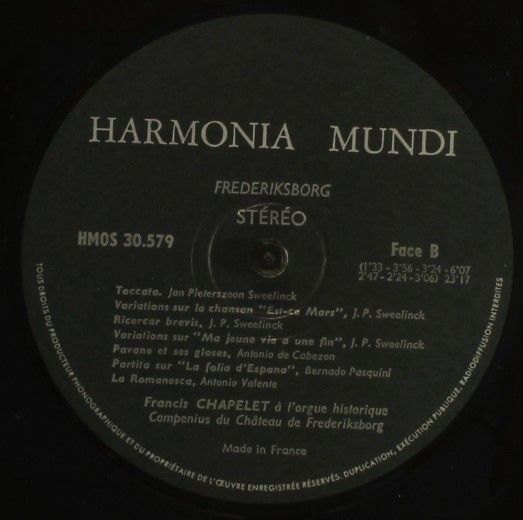 HARMONIA MUNDI
FREDERIKSBORG
STÉRÉO
HMOS 30.579
Face B
(1'33 - 3'56 - 3'24 - 6'07
2'47 - 2'24 - 3'06) 23'17
Toccata. Jan Pieterszoon Sweelinck
Variations sur la chanson "Est-ce Mars", J. P. Sweelinck
Ricercar brevis, J. P. Sweelinck
Variations sur "Ma jeune vie a une fin", J. P. Sweelinck
Pavane et ses gloses, Antonio de Cabezon
Partita sur "La folia d'Espana", Bernado Pasquini
La Romanesca, Antonio Valente
Francis CHAPELET à l'orgue historique
Compenius du Château de Frederiksborg
Made in France
TOUS DROITS DU PRODUCTEUR PHONOGRAPHIQUE ET DU PROPRIÉTAIRE DE L'ŒUVRE ENREGISTRÉE RÉSERVÉS. DUPLICATION, EXÉCUTION PUBLIQUE, RADIODIFFUSION INTERDITES